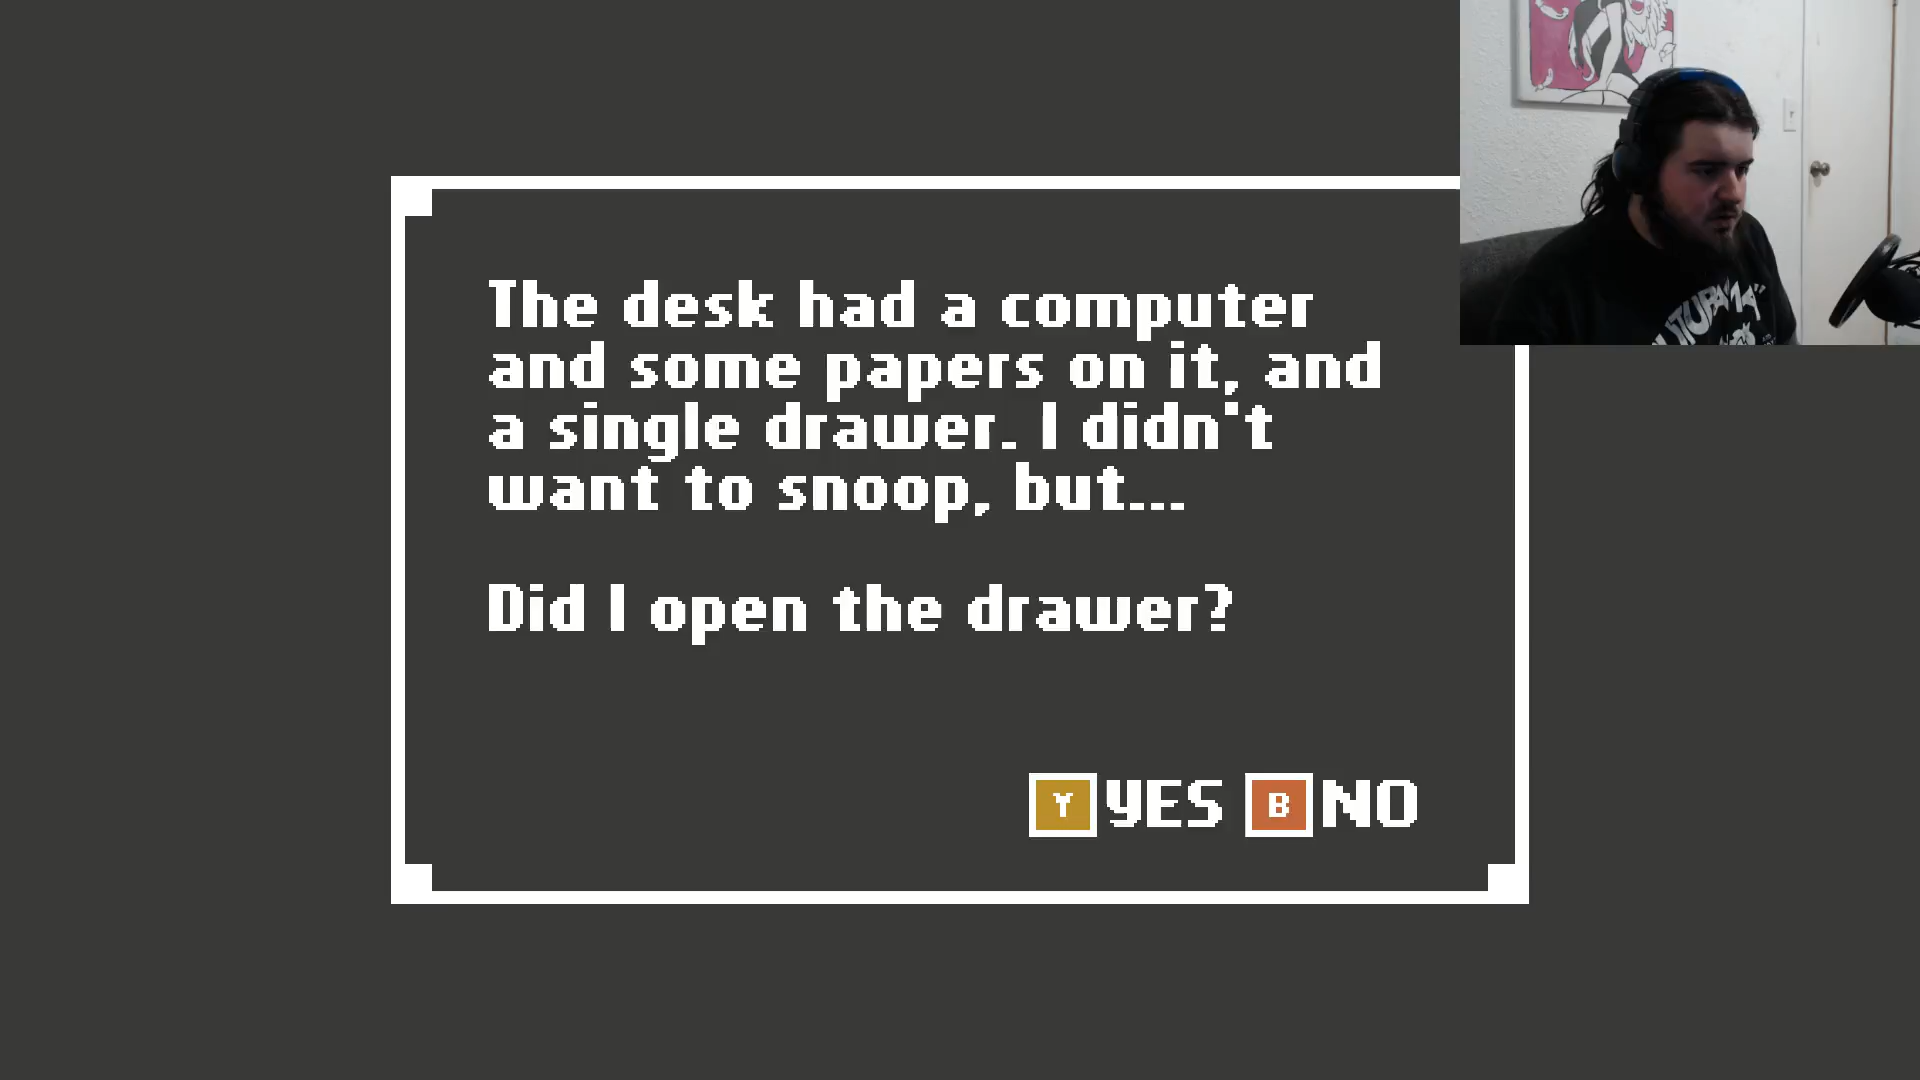 The desk had a computer
and some papers on it, and
a single drawer. I didn't
want to snoop, but...
Did I open the drawer?
Y YES B NO